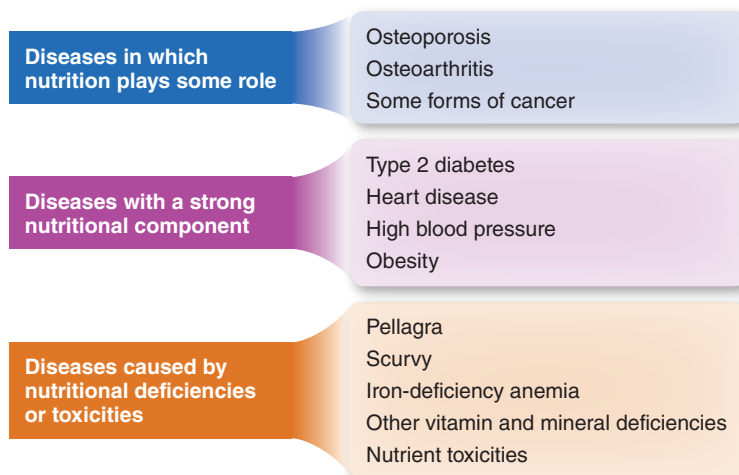 Diseases in which
nutrition plays some role
Osteoporosis
Osteoarthritis
Some forms of cancer
Diseases with a strong
nutritional component
Type 2 diabetes
Heart disease
High blood pressure
Obesity
Diseases caused by
nutritional deficiencies
or toxicities
Pellagra
Scurvy
Iron-deficiency anemia
Other vitamin and mineral deficiencies
Nutrient toxicities